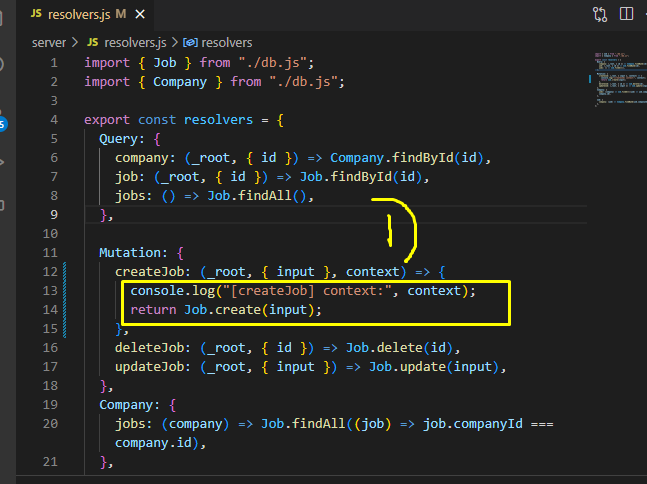 JS resolvers.js M ×
server > JS resolvers.js > resolvers
1 import { Job } from "./db.js";
2 import { Company } from "./db.js";
3
4 export const resolvers = {
5 Query: {
6 company: (_root, { id }) => Company.findById(id),
7 job: (_root, { id }) => Job.findById(id),
8 jobs: () => Job.findAll(),
9 },
10
11 Mutation: {
12 createJob: (_root, { input }, context) => {
13 console.log("[createJob] context:", context);
14 return Job.create(input);
15 },
16 deleteJob: (_root, { id }) => Job.delete(id),
17 updateJob: (_root, { input }) => Job.update(input),
18 },
19 Company: {
20 jobs: (company) => Job.findAll((job) => job.companyId ===
company.id),
21 },